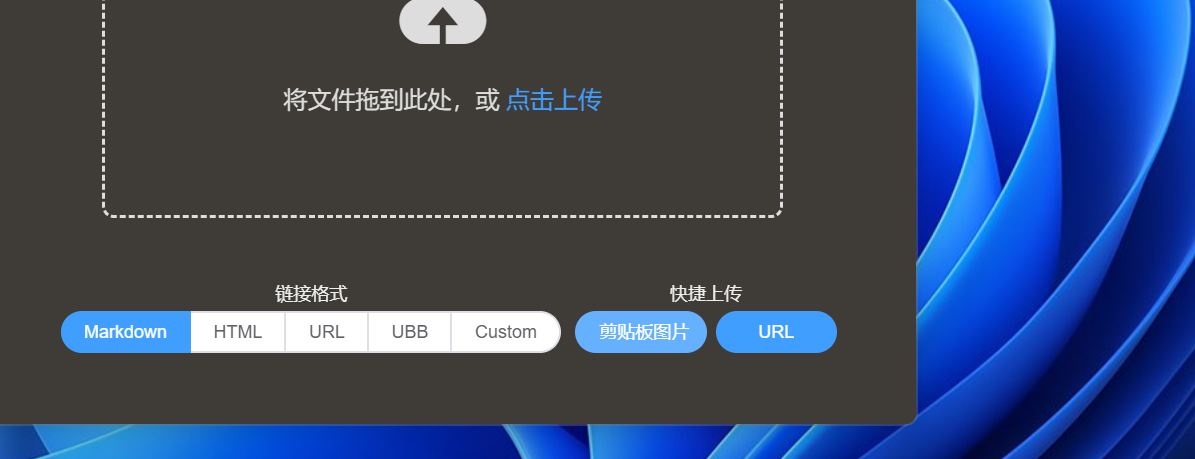 将文件拖到此处，或 点击上传
链接格式
快捷上传
Markdown HTML URL UBB Custom
剪贴板图片 URL